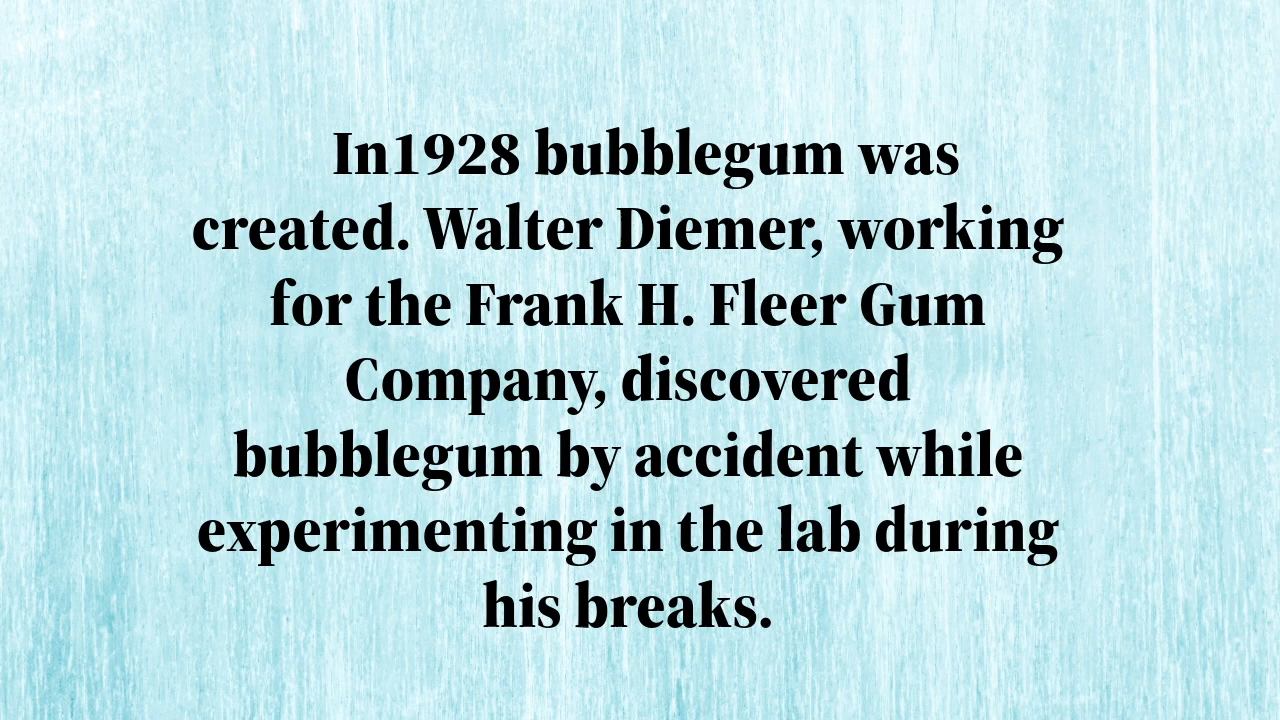 In1928 bubblegum was
created. Walter Diemer, working
for the Frank H. Fleer Gum
Company, discovered
bubblegum by accident while
experimenting in the lab during
his breaks.